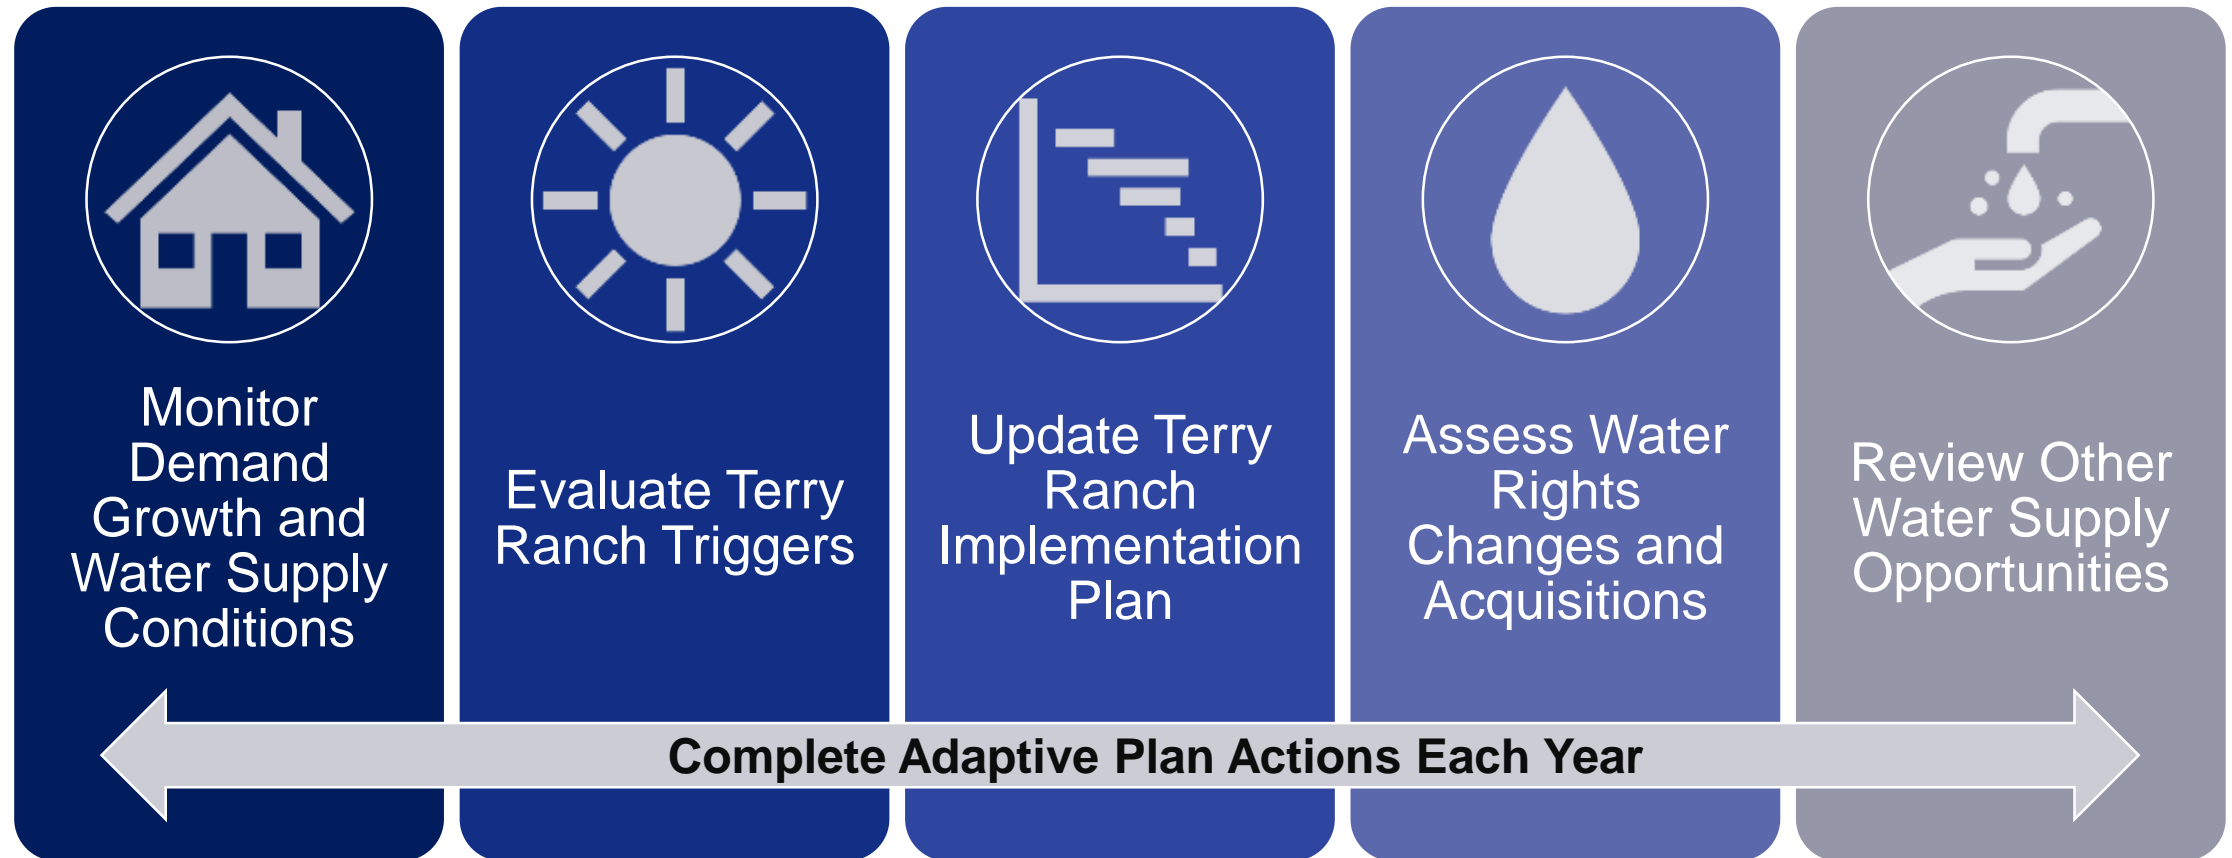 Monitor
Demand
Growth and
Water Supply
Conditions
Evaluate Terry
Ranch Triggers
Update Terry
Ranch
Implementation
Plan
Assess Water
Rights
Changes and
Acquisitions
Review Other
Water Supply
Opportunities
Complete Adaptive Plan Actions Each Year